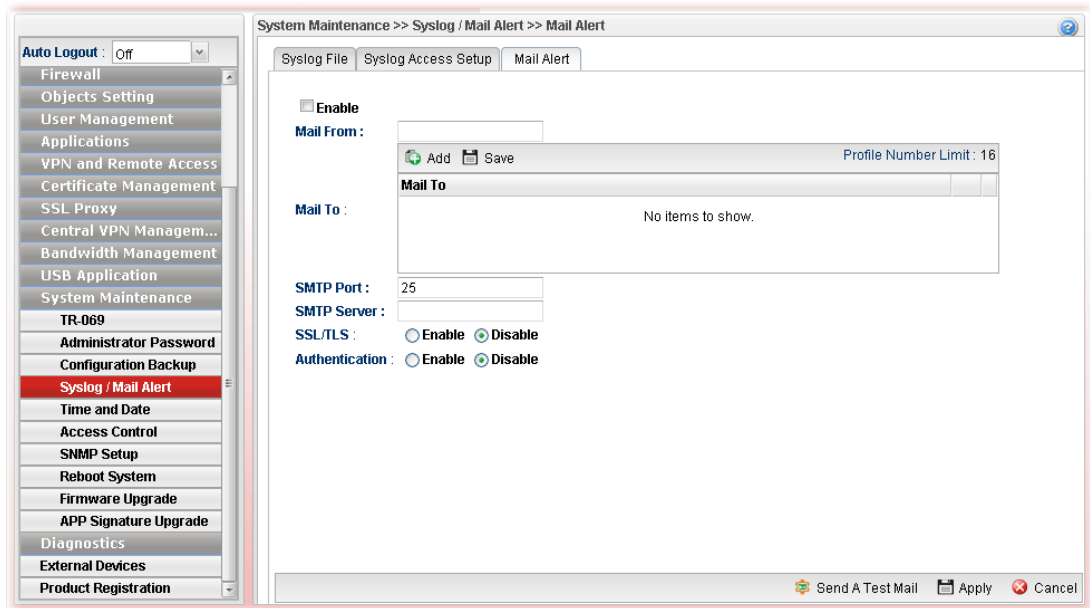 System Maintenance >> Syslog / Mail Alert >> Mail Alert
Auto Logout : Off
Firewall
Objects Setting
User Management
Applications
VPN and Remote Access
Certificate Management
SSL Proxy
Central VPN Managem...
Bandwidth Management
USB Application
System Maintenance
TR-069
Administrator Password
Configuration Backup
Syslog / Mail Alert
Time and Date
Access Control
SNMP Setup
Reboot System
Firmware Upgrade
APP Signature Upgrade
Diagnostics
External Devices
Product Registration
Syslog File Syslog Access Setup Mail Alert
Enable
Mail From :
Add Save Profile Number Limit : 16
Mail To
Mail To :
No items to show.
SMTP Port : 25
SMTP Server :
SSL/TLS : Enable Disable
Authentication : Enable Disable
Send A Test Mail Apply Cancel